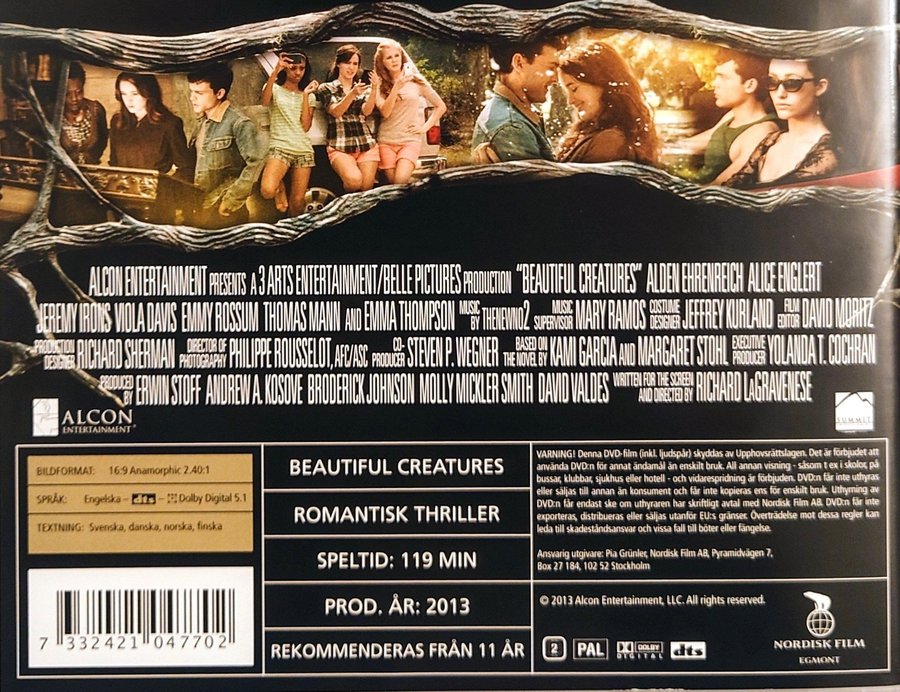 ALCON ENTERTAINMENT PRESENTS A 3 ARTS ENTERTAINMENT/BELLE PICTURES PRODUCTION "BEAUTIFUL CREATURES" ALDEN EHRENREICH ALICE ENGLERT
JEREMY IRONS VIOLA DAVIS EMMY ROSSUM THOMAS MANN AND EMMA THOMPSON MUSIC BY THENEWNO2 MUSIC SUPERVISOR MARY RAMOS COSTUME DESIGNER JEFFREY KURLAND FILM EDITOR DAVID MORITZ
PRODUCTION DESIGNER RICHARD SHERMAN DIRECTOR OF PHOTOGRAPHY PHILIPPE ROUSSELOT, AFC/ASC CO-PRODUCER STEVEN P. WEGNER BASED ON THE NOVEL BY KAMI GARCIA AND MARGARET STOHL EXECUTIVE PRODUCER YOLANDA T. COCHRAN
PRODUCED BY ERWIN STOFF ANDREW A. KOSOVE BRODERICK JOHNSON MOLLY MICKLER SMITH DAVID VALDES WRITTEN FOR THE SCREEN AND DIRECTED BY RICHARD LaGRAVENESE
ALCON
ENTERTAINMENT
SUMMIT
BILDFORMAT: 16:9 Anamorphic 2.40:1
SPRÅK: Engelska – dts – Dolby Digital 5.1
TEXTNING: Svenska, danska, norska, finska
7 332421 047702
BEAUTIFUL CREATURES
ROMANTISK THRILLER
SPELTID: 119 MIN
PROD. ÅR: 2013
REKOMMENDERAS FRÅN 11 ÅR
VARNING! Denna DVD-film (inkl. ljudspår) skyddas av Upphovsrättslagen. Det är förbjudet att
använda DVD:n för annat ändamål än enskilt bruk. All annan visning - såsom t ex i skolor, på
bussar, klubbar, sjukhus eller hotell - och vidarespridning är förbjuden. DVD:n får inte uthyras
eller säljas till annan än konsument och får inte kopieras ens för enskilt bruk. Uthyrning av
DVD:n får endast ske om uthyraren har skriftligt avtal med Nordisk Film AB. DVD:n får inte
exporteras, distribueras eller säljas utanför EU:s gränser. Överträdelse mot dessa regler kan
leda till skadeståndsansvar och vissa fall till böter eller fängelse.
Ansvarig utgivare: Pia Grünler, Nordisk Film AB, Pyramidvägen 7,
Box 27 184, 102 52 Stockholm
© 2013 Alcon Entertainment, LLC. All rights reserved.
2 PAL DOLBY DIGITAL dts
NORDISK FILM
EGMONT